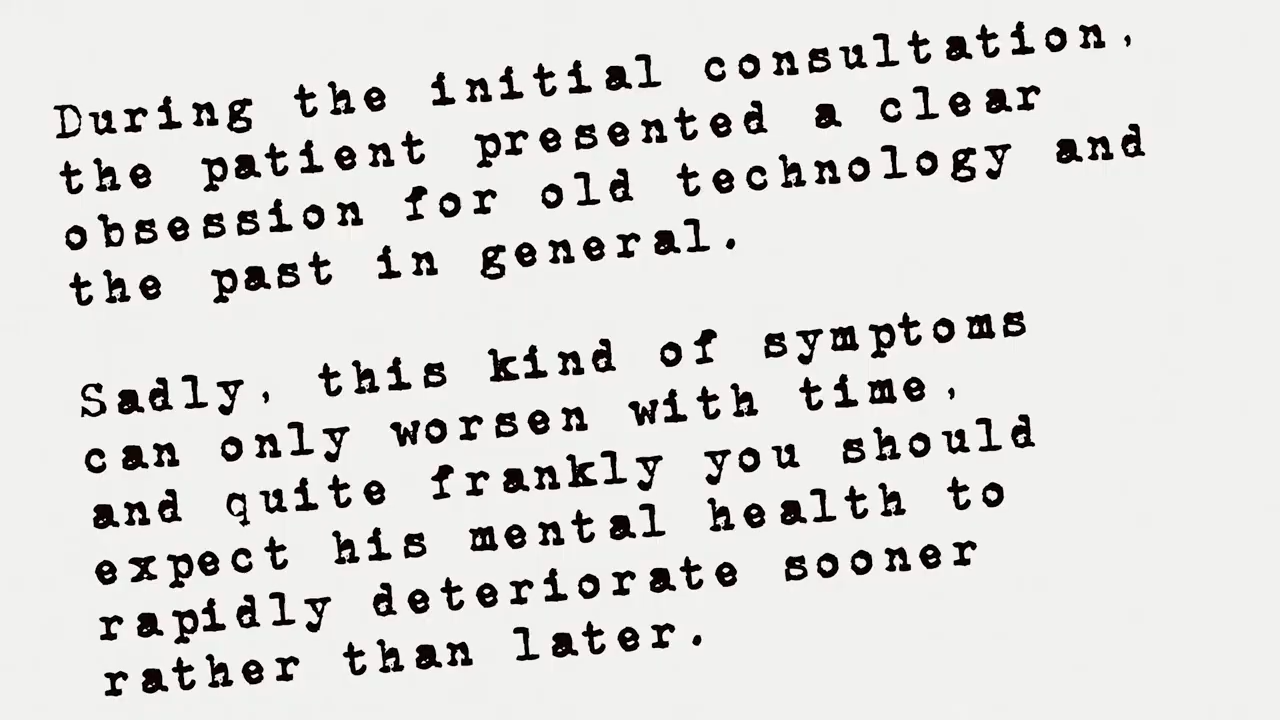 During the initial consultation,
the patient presented a clear
obsession for old technology and
the past in general.
Sadly, this kind of symptoms
can only worsen with time,
and quite frankly you should
expect his mental health to
rapidly deteriorate sooner
rather than later.